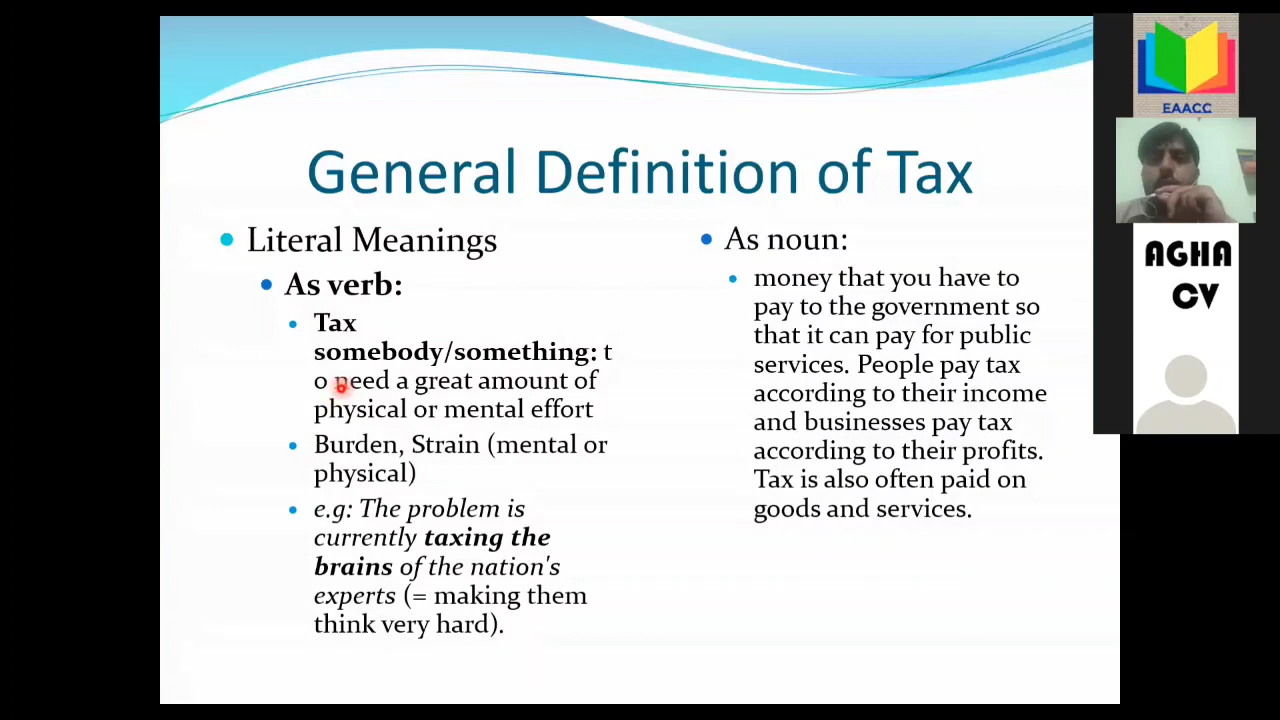 General Definition of Tax
Literal Meanings
As verb:
Tax
somebody/something: t
o need a great amount of
physical or mental effort
Burden, Strain (mental or
physical)
e.g: The problem is
currently taxing the
brains of the nation's
experts (= making them
think very hard).
As noun:
money that you have to
pay to the government so
that it can pay for public
services. People pay tax
according to their income
and businesses pay tax
according to their profits.
Tax is also often paid on
goods and services.
EAACC
AGHA
CV